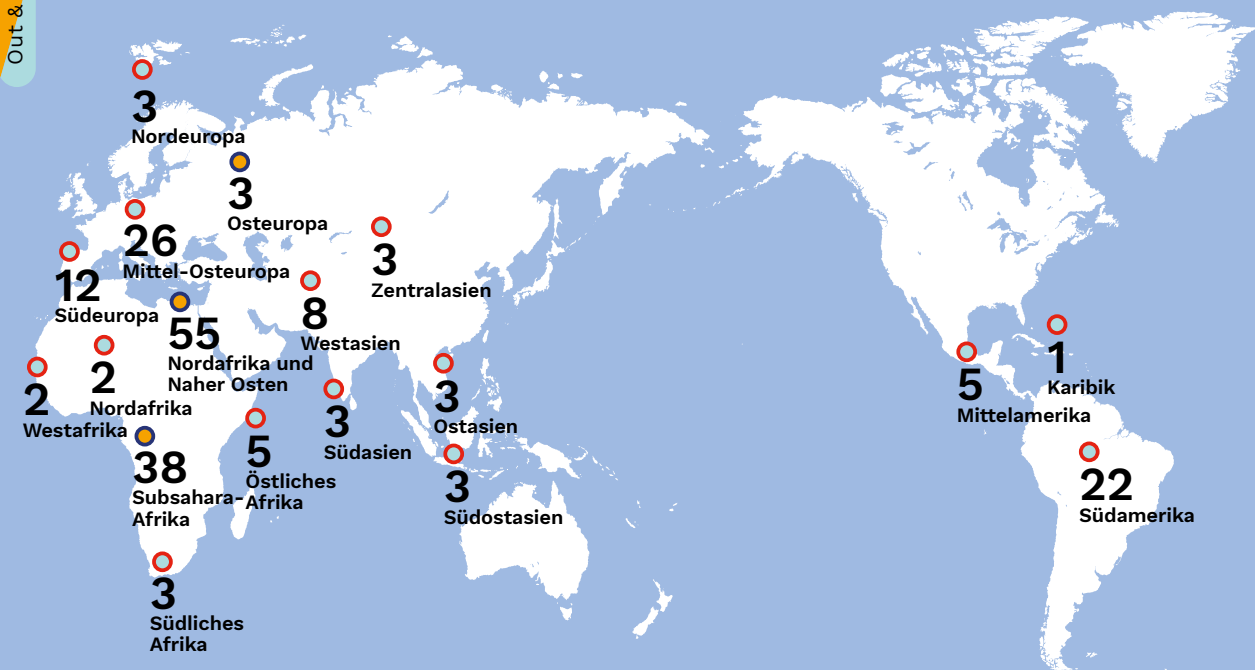 Out &
3
Nordeuropa
3
Osteuropa
26
Mittel-Osteuropa
12
Südeuropa
3
Zentralasien
8
Westasien
55
Nordafrika und
Naher Osten
2
Nordafrika
2
Westafrika
38
Subsahara-
Afrika
5
Östliches
Afrika
3
Südasien
3
Ostasien
3
Südostasien
3
Südliches
Afrika
1
Karibik
5
Mittelamerika
22
Südamerika